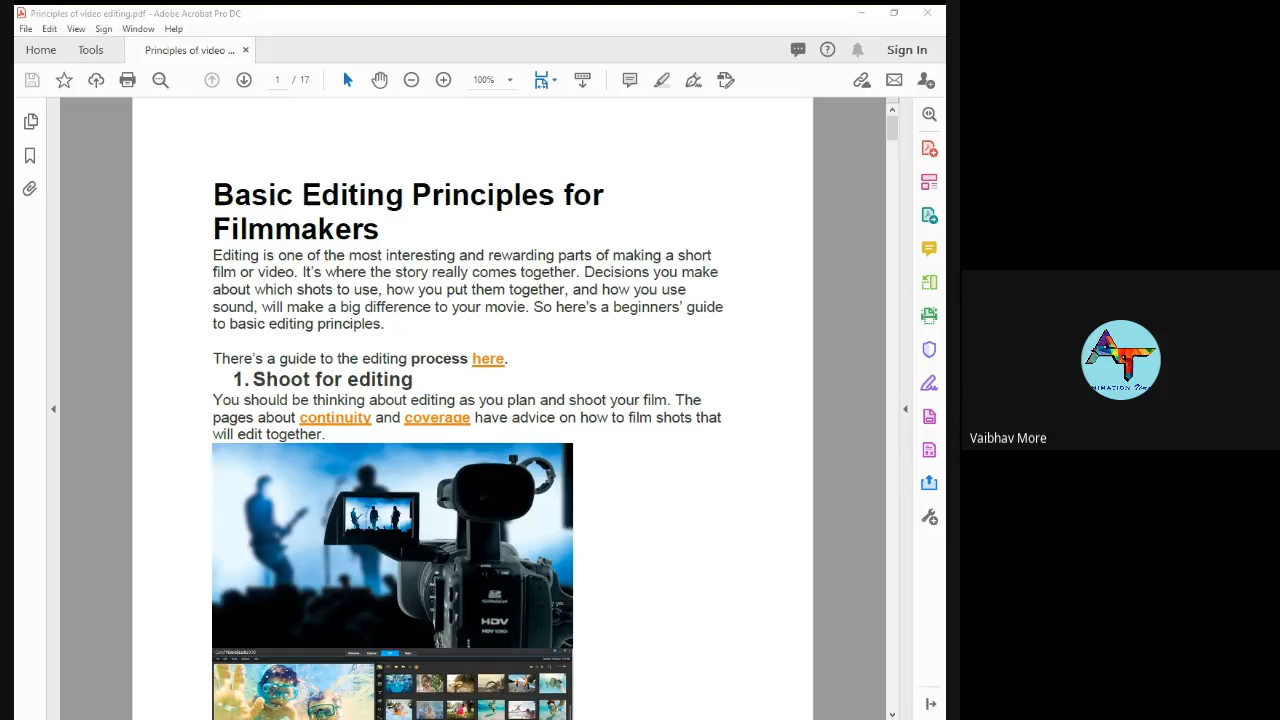 Principles of video editing.pdf - Adobe Acrobat Pro DC
File Edit View Sign Window Help
Home Tools Principles of video ... × Sign In
1 / 17 100%
Basic Editing Principles for
Filmmakers
Editing is one of the most interesting and rewarding parts of making a short
film or video. It's where the story really comes together. Decisions you make
about which shots to use, how you put them together, and how you use
sound, will make a big difference to your movie. So here's a beginners' guide
to basic editing principles.
There's a guide to the editing process here.
1. Shoot for editing
You should be thinking about editing as you plan and shoot your film. The
pages about continuity and coverage have advice on how to film shots that
will edit together.
HDV
HDV
AT
Vaibhav More